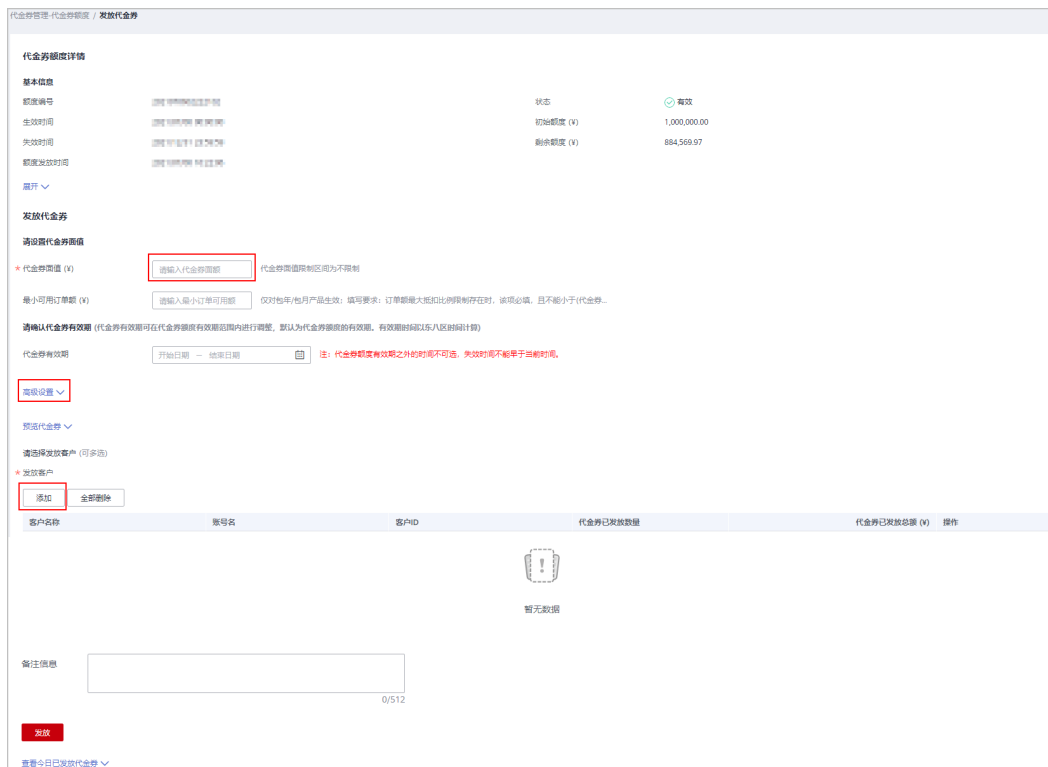 代金券管理-代金券额度 / 发放代金券
代金券额度详情
基本信息
额度编号
状态 有效
生效时间
初始额度 (¥) 1,000,000.00
失效时间
剩余额度 (¥) 884,569.97
额度发放时间
展开
发放代金券
请设置代金券面值
* 代金券面值 (¥) 请输入代金券面额 代金券面值限制区间为不限制
最小可用订单额 (¥) 请输入最小订单可用额 仅对包年/包月产品生效；填写要求：订单额最大抵扣比例限制存在时，该项必填，且不能小于(代金券...
请确认代金券有效期 (代金券有效期可在代金券额度有效期范围内进行调整，默认为代金券额度的有效期。有效期时间以东八区时间计算)
代金券有效期 开始日期 – 结束日期 注：代金券额度有效期之外的时间不可选，失效时间不能早于当前时间。
高级设置
预览代金券
请选择发放客户 (可多选)
* 发放客户
添加 全部删除
客户名称 账号名 客户ID 代金券已发放数量 代金券已发放总额 (¥) 操作
暂无数据
备注信息
0/512
发放
查看今日已发放代金券